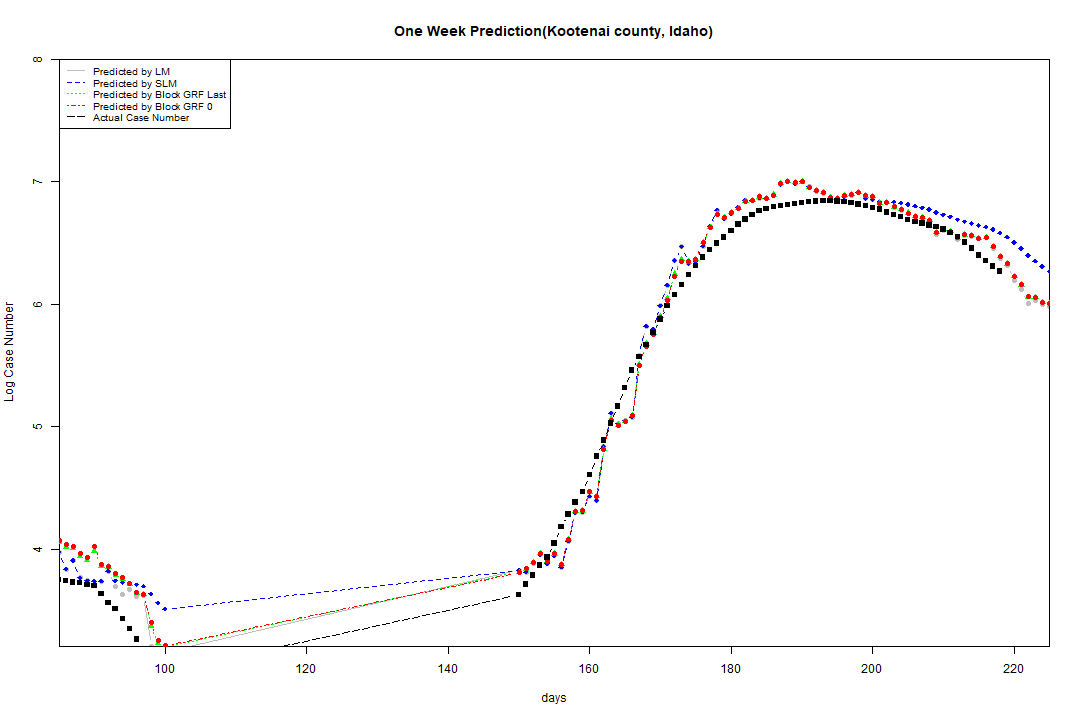 One Week Prediction(Kootenai county, Idaho)
Predicted by LM
Predicted by SLM
Predicted by Block GRF Last
Predicted by Block GRF 0
Actual Case Number
8
7
6
5
4
Log Case Number
100 120 140 160 180 200 220
days